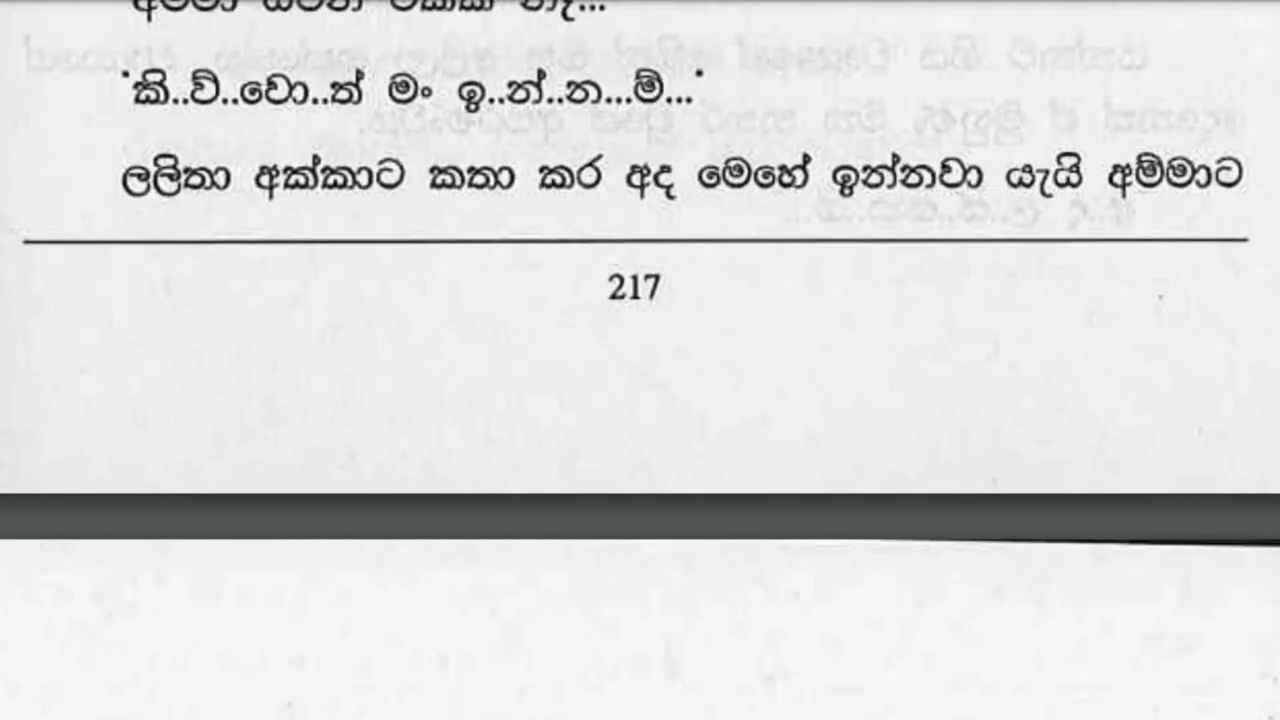 'කි..ව්..වො..ත් මං ඉ..න්..න...ම්...'
ලලිතා අක්කාට කතා කර අද මෙහේ ඉන්නවා යැයි අම්මාට
217